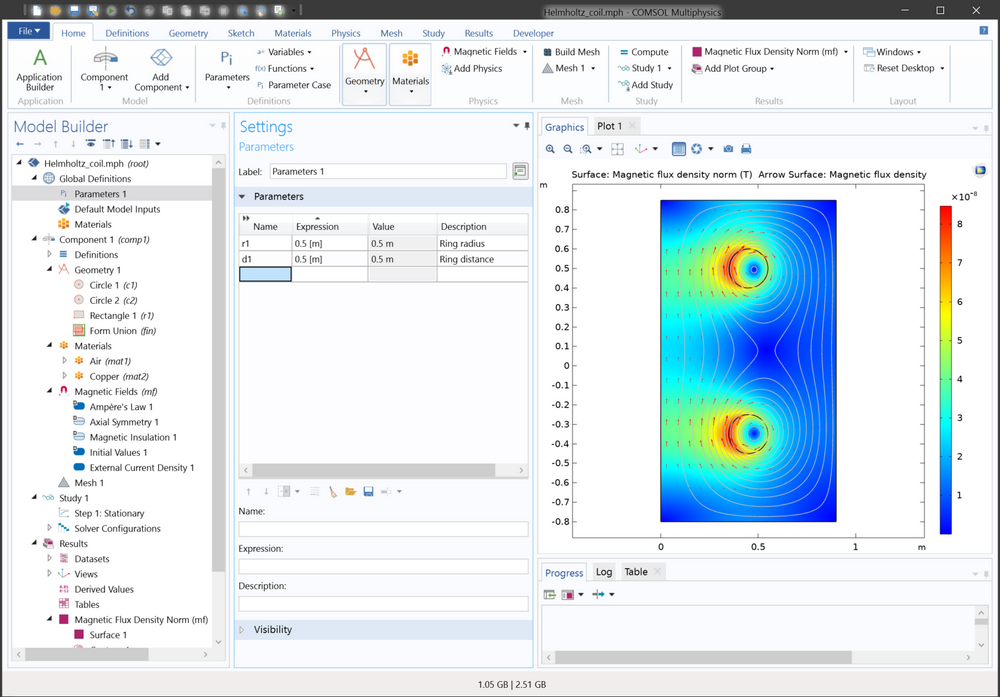 Helmholtz_coil.mph - COMSOL Multiphysics
File
Home
Definitions
Geometry
Sketch
Materials
Physics
Mesh
Study
Results
Developer
Application Builder
Application
Component 1
Add Component
Model
Parameters
Variables
Functions
Parameter Case
Definitions
Geometry
Materials
Magnetic Fields
Add Physics
Physics
Build Mesh
Mesh 1
Mesh
Compute
Study 1
Add Study
Study
Magnetic Flux Density Norm (mf)
Add Plot Group
Results
Windows
Reset Desktop
Layout
Model Builder
Helmholtz_coil.mph (root)
Global Definitions
Parameters 1
Default Model Inputs
Materials
Component 1 (comp1)
Definitions
Geometry 1
Circle 1 (c1)
Circle 2 (c2)
Rectangle 1 (r1)
Form Union (fin)
Materials
Air (mat1)
Copper (mat2)
Magnetic Fields (mf)
Ampère's Law 1
Axial Symmetry 1
Magnetic Insulation 1
Initial Values 1
External Current Density 1
Mesh 1
Study 1
Step 1: Stationary
Solver Configurations
Results
Datasets
Views
Derived Values
Tables
Magnetic Flux Density Norm (mf)
Surface 1
Settings
Parameters
Label: Parameters 1
Parameters
Name Expression Value Description
r1 0.5 [m] 0.5 m Ring radius
d1 0.5 [m] 0.5 m Ring distance
Name:
Expression:
Description:
Visibility
Graphics
Plot 1
Surface: Magnetic flux density norm (T) Arrow Surface: Magnetic flux density
m
×10⁻⁸
0.8
0.7
0.6
0.5
0.4
0.3
0.2
0.1
0
-0.1
-0.2
-0.3
-0.4
-0.5
-0.6
-0.7
-0.8
0 0.5 1 m
8
7
6
5
4
3
2
1
Progress
Log
Table
1.05 GB | 2.51 GB